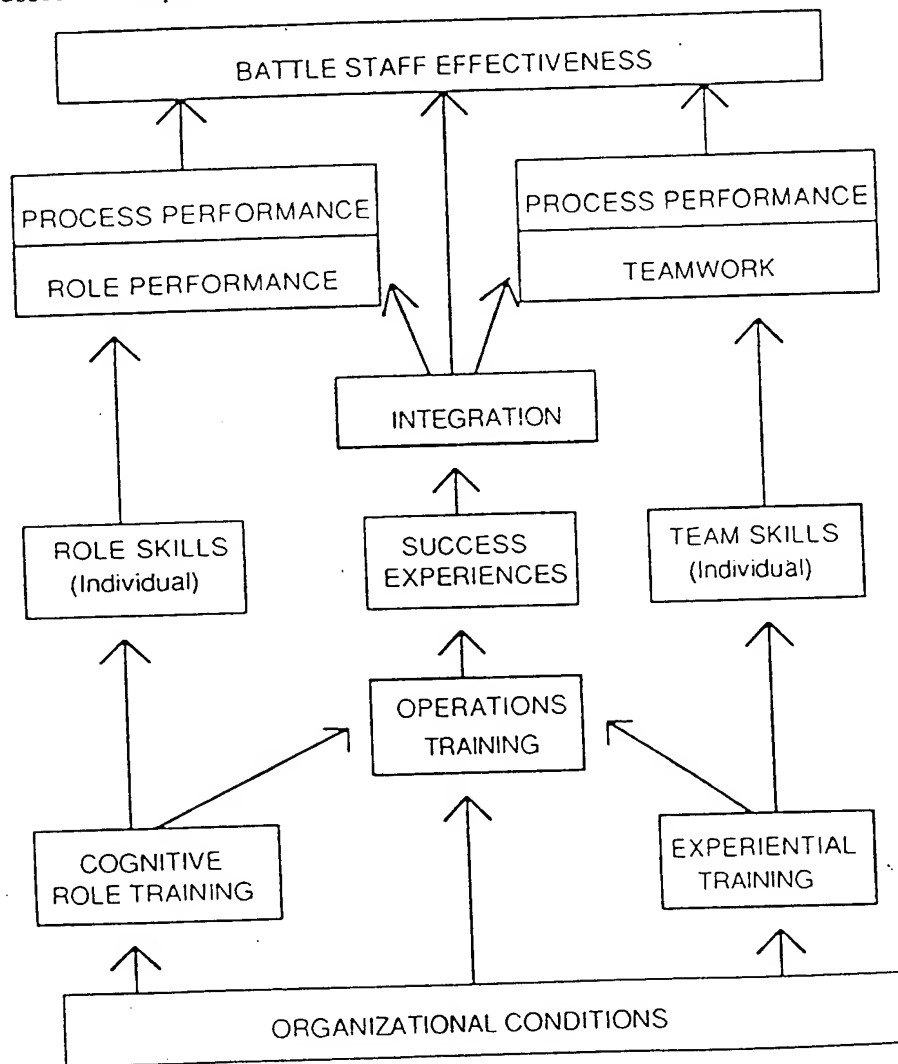 BATTLE STAFF EFFECTIVENESS
PROCESS PERFORMANCE
ROLE PERFORMANCE
PROCESS PERFORMANCE
TEAMWORK
INTEGRATION
ROLE SKILLS
(Individual)
SUCCESS
EXPERIENCES
TEAM SKILLS
(Individual)
OPERATIONS
TRAINING
COGNITIVE
ROLE TRAINING
EXPERIENTIAL
TRAINING
ORGANIZATIONAL CONDITIONS